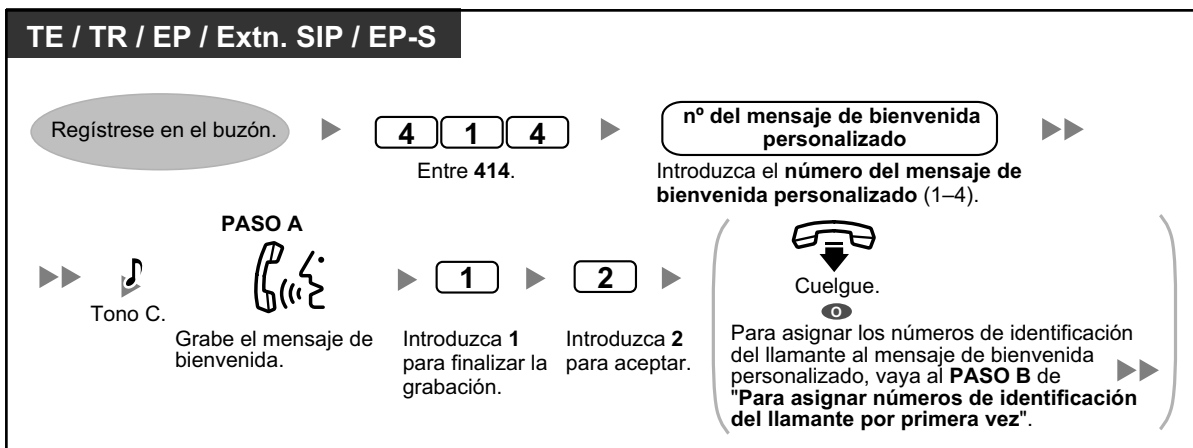 TE / TR / EP / Extn. SIP / EP-S
Regístrese en el buzón.
4 1 4
Entre 414.
nº del mensaje de bienvenida
personalizado
Introduzca el número del mensaje de
bienvenida personalizado (1–4).
Tono C.
PASO A
Grabe el mensaje de
bienvenida.
1
Introduzca 1
para finalizar la
grabación.
2
Introduzca 2
para aceptar.
Cuelgue.
O
Para asignar los números de identificación
del llamante al mensaje de bienvenida
personalizado, vaya al PASO B de
"Para asignar números de identificación
del llamante por primera vez".